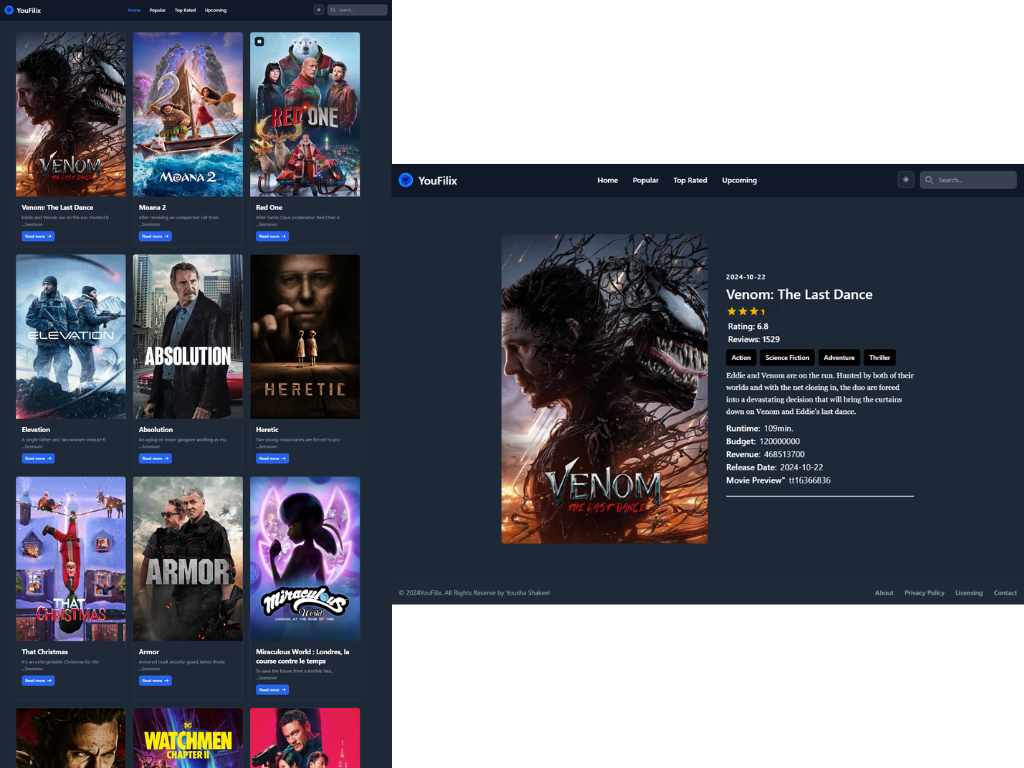 YouFilix
Home Popular Top Rated Upcoming
Search...
VENOM
THE LAST DANCE
Venom: The Last Dance
Eddie and Venom are on the run. Hunted b
...Seemore
Read more →
MOANA 2
Moana 2
After receiving an unexpected call from
...Seemore
Read more →
RED ONE
Red One
After Santa Claus (codename: Red One) is
...Seemore
Read more →
ELEVATION
Elevation
A single father and two women venture fr
...Seemore
Read more →
ABSOLUTION
Absolution
An aging ex-boxer gangster working as mu
...Seemore
Read more →
HERETIC
Heretic
Two young missionaries are forced to pro
...Seemore
Read more →
THAT
CHRISTMAS
That Christmas
It's an unforgettable Christmas for the
...Seemore
Read more →
ARMOR
Armor
Armored truck security guard James Brody
...Seemore
Read more →
Miraculous
World
LONDON, AT THE EDGE OF TIME
Miraculous World : Londres, la
course contre le temps
To save the future from a terrible fate,
...Seemore
Read more →
DC
WATCHMEN
CHAPTER II
YouFilix
Home Popular Top Rated Upcoming
Search...
VENOM
THE LAST DANCE
2024-10-22
Venom: The Last Dance
Rating: 6.8
Reviews: 1529
Action Science Fiction Adventure Thriller
Eddie and Venom are on the run. Hunted by both of their
worlds and with the net closing in, the duo are forced
into a devastating decision that will bring the curtains
down on Venom and Eddie's last dance.
Runtime: 109min.
Budget: 120000000
Revenue: 468513700
Release Date: 2024-10-22
Movie Preview" tt16366836
© 2024YouFilix. All Rights Reserve by Yousha Shakeel
About Privacy Policy Licensing Contact